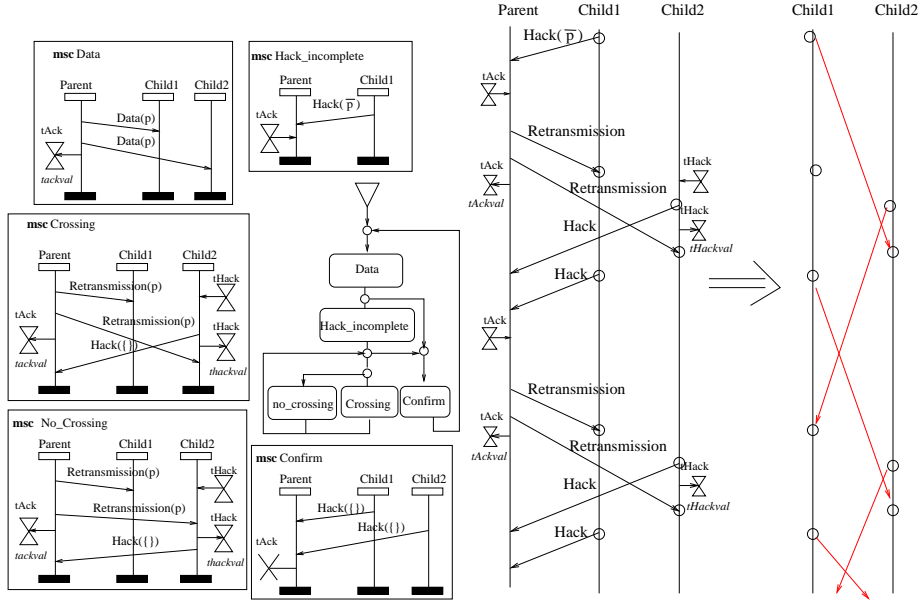 msc Data
Parent
Child1
Child2
Data(p)
tAck
Data(p)
tackval
msc Hack_incomplete
Parent
Child1
Hack( p̅ )
tAck
msc Crossing
Parent
Child1
Child2
tHack
Retransmission(p)
tAck
Retransmission(p)
tHack
Hack({})
tackval
thackval
msc No_Crossing
Parent
Child1
Child2
tHack
Retransmission(p)
tAck
Retransmission(p)
tHack
Hack({})
tackval
thackval
Data
Hack_incomplete
no_crossing
Crossing
Confirm
msc Confirm
Parent
Child1
Child2
Hack({})
Hack({})
tAck
Parent
Child1
Child2
Hack( p̅ )
tAck
Retransmission
tHack
tAck
Retransmission
tAckval
tHack
Hack
tHackval
Hack
tAck
Retransmission
tAck
Retransmission
tAckval
tHack
Hack
tHackval
Hack
Child1
Child2